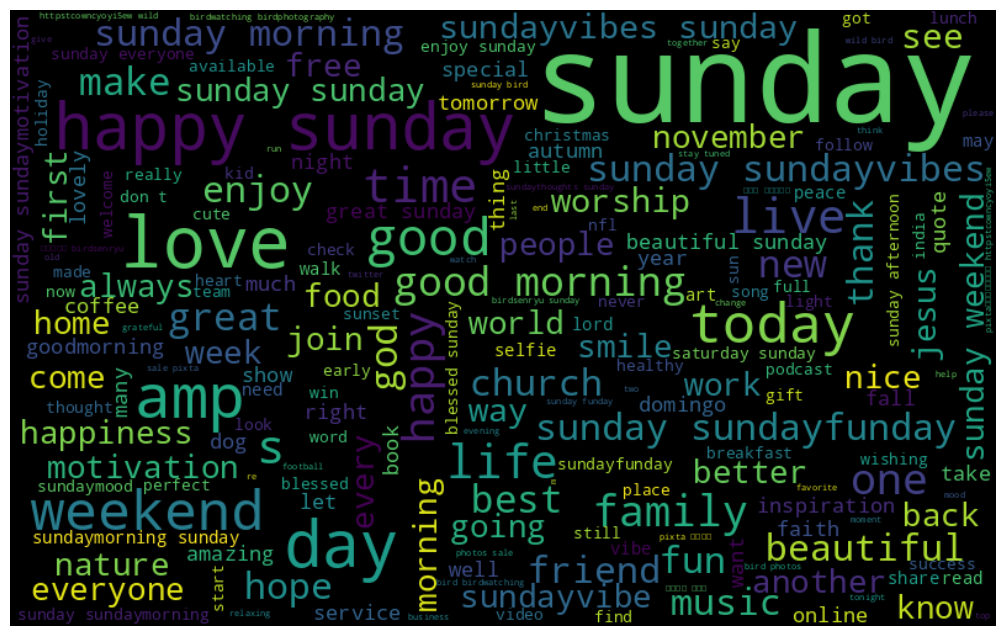 httpstcowncyoyi5ew wild
birdwatching birdphotography
sundayvibes sunday
got
lunch
give
sunday morning
enjoy sunday
together
say
wild bird
see
sunday everyone
available
free
special
sunday
make
sunday sunday
sunday bird
tomorrow
holiday
happy sunday
christmas
november
follow
think
please
may
run
night
autumn
stay tuned
first
lovely
really
kid
time
little
sunday sundayvibes
sunday sundaymotivation
welcome
don t
enjoy
sundaythoughts sunday
thing
worship
peace
cute
great sunday
last
live
thank
quote
india
old
birdsenryu
love
good
end
people
nfl
beautiful sunday
sunday afternoon
sunday weekend
check
walk
watch
year
sun
new
jesus
made
always
heart
much
twitter
good morning
art
song
full
now
team
food
birdsenryu sunday
never
light
coffee
sunset
change
home
grateful
great
join
god
happy
blessed sunday
world
lord
today
goodmorning
week
selfie
smile
saturday sunday
podcast
help
sale pixta
early
healthy
come
show
church
work
nice
many
thought
need
amp
win
way
two
gift
fall
right
sunday funday
domingo
happiness
dog
look
s
word
book
evening
sunday sundayfunday
motivation
every
life
football
sundayfunday
breakfast
wishing
sundaymood
perfect
blessed
re
n
better
one
take
weekend
let
best
place
favorite
mood
day
morning
family
inspiration
back
sundaymorning sunday
going
still
pixta
faith
nature
amazing
photos sale
vibe
want
beautiful
moment
success
start
well
friend
fun
bird photos
everyone
hope
bird birdwatching
another
share
read
sundayvibe
music
tonight
know
sunday sundaymorning
relaxing
service
business
video
find
online
top